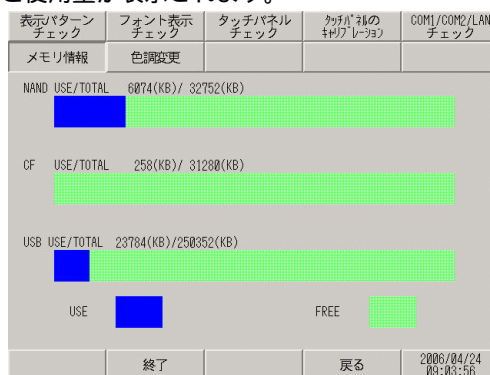 と使用量が表示されます。
表示パターン フォント表示 タッチパネル ﾀｯﾁﾊﾟﾈﾙの COM1/COM2/LAN
チェック チェック チェック ｷｬﾘﾌﾞﾚｰｼｮﾝ チェック
メモリ情報 色調変更
NAND USE/TOTAL 6074(KB)/ 32752(KB)
CF USE/TOTAL 258(KB)/ 31280(KB)
USB USE/TOTAL 23784(KB)/250352(KB)
USE FREE
終了 戻る 2006/04/24
09:03:56